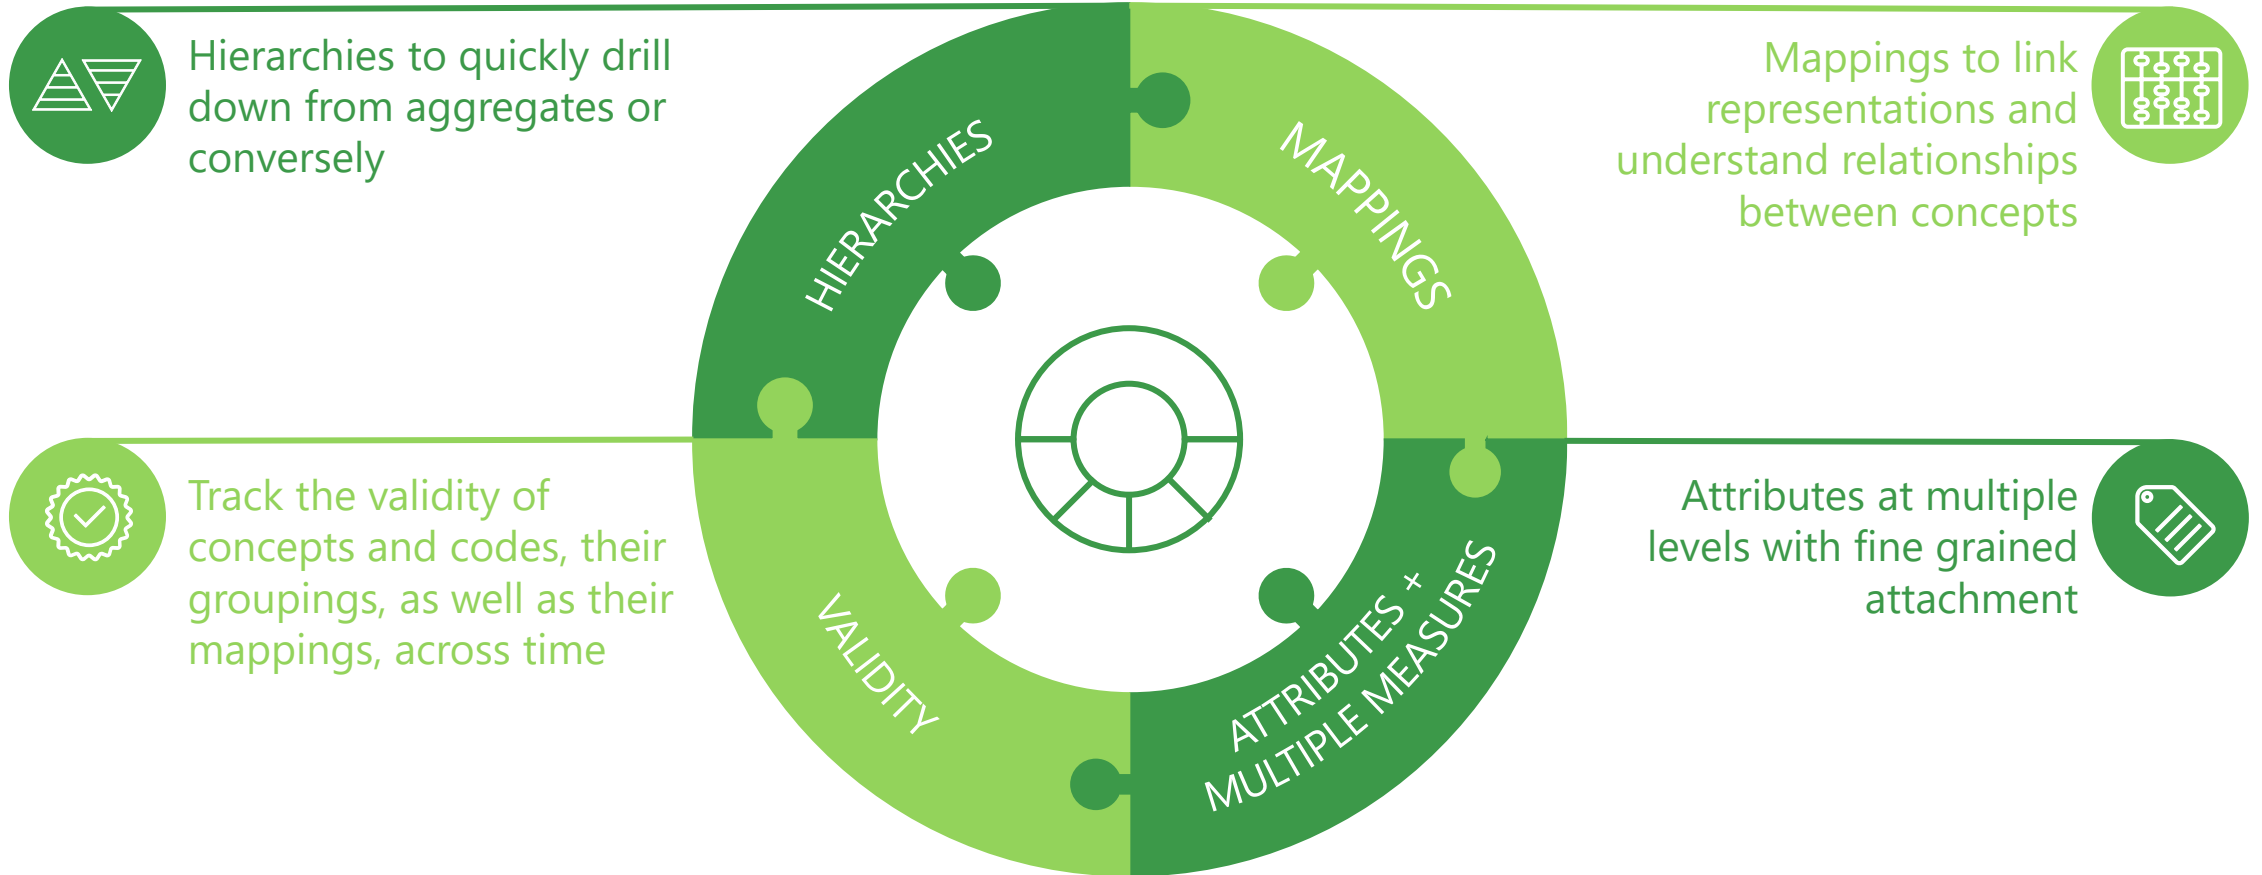 Hierarchies to quickly drill
down from aggregates or
conversely
Mappings to link
representations and
understand relationships
between concepts
HIERARCHIES
MAPPINGS
Track the validity of
concepts and codes, their
groupings, as well as their
mappings, across time
Attributes at multiple
levels with fine grained
attachment
VALIDITY
ATTRIBUTES +
MULTIPLE MEASURES